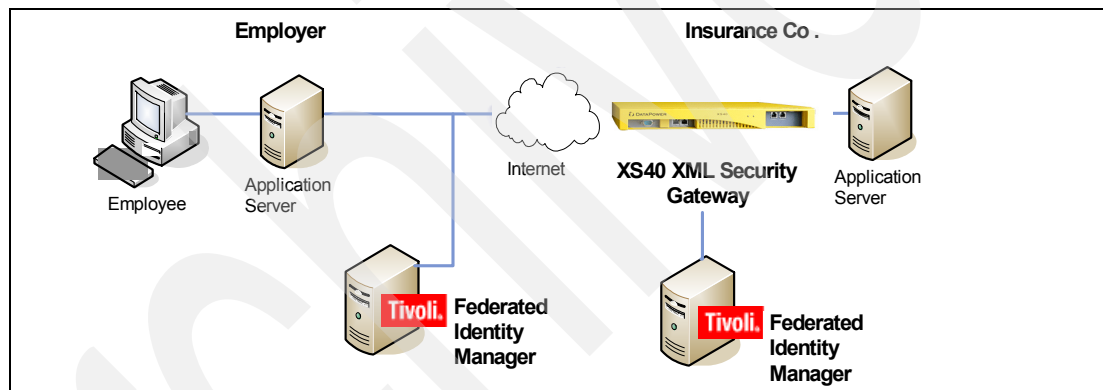 Employer
Insurance Co .
DATAPOWER
Employee
Application
Server
Internet
XS40 XML Security
Gateway
Application
Server
Tivoli.
Federated
Identity
Manager
Tivoli.
Federated
Identity
Manager